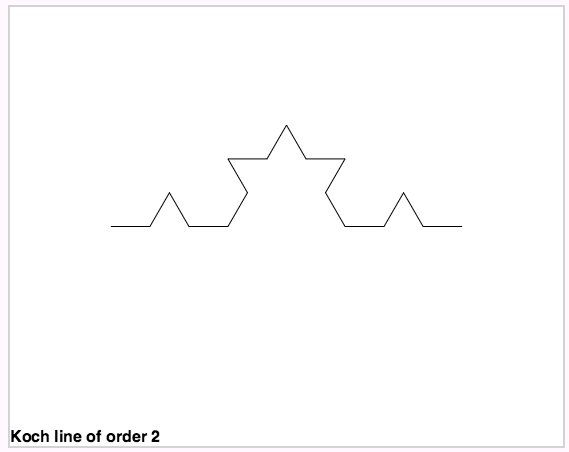 Koch line of order 2